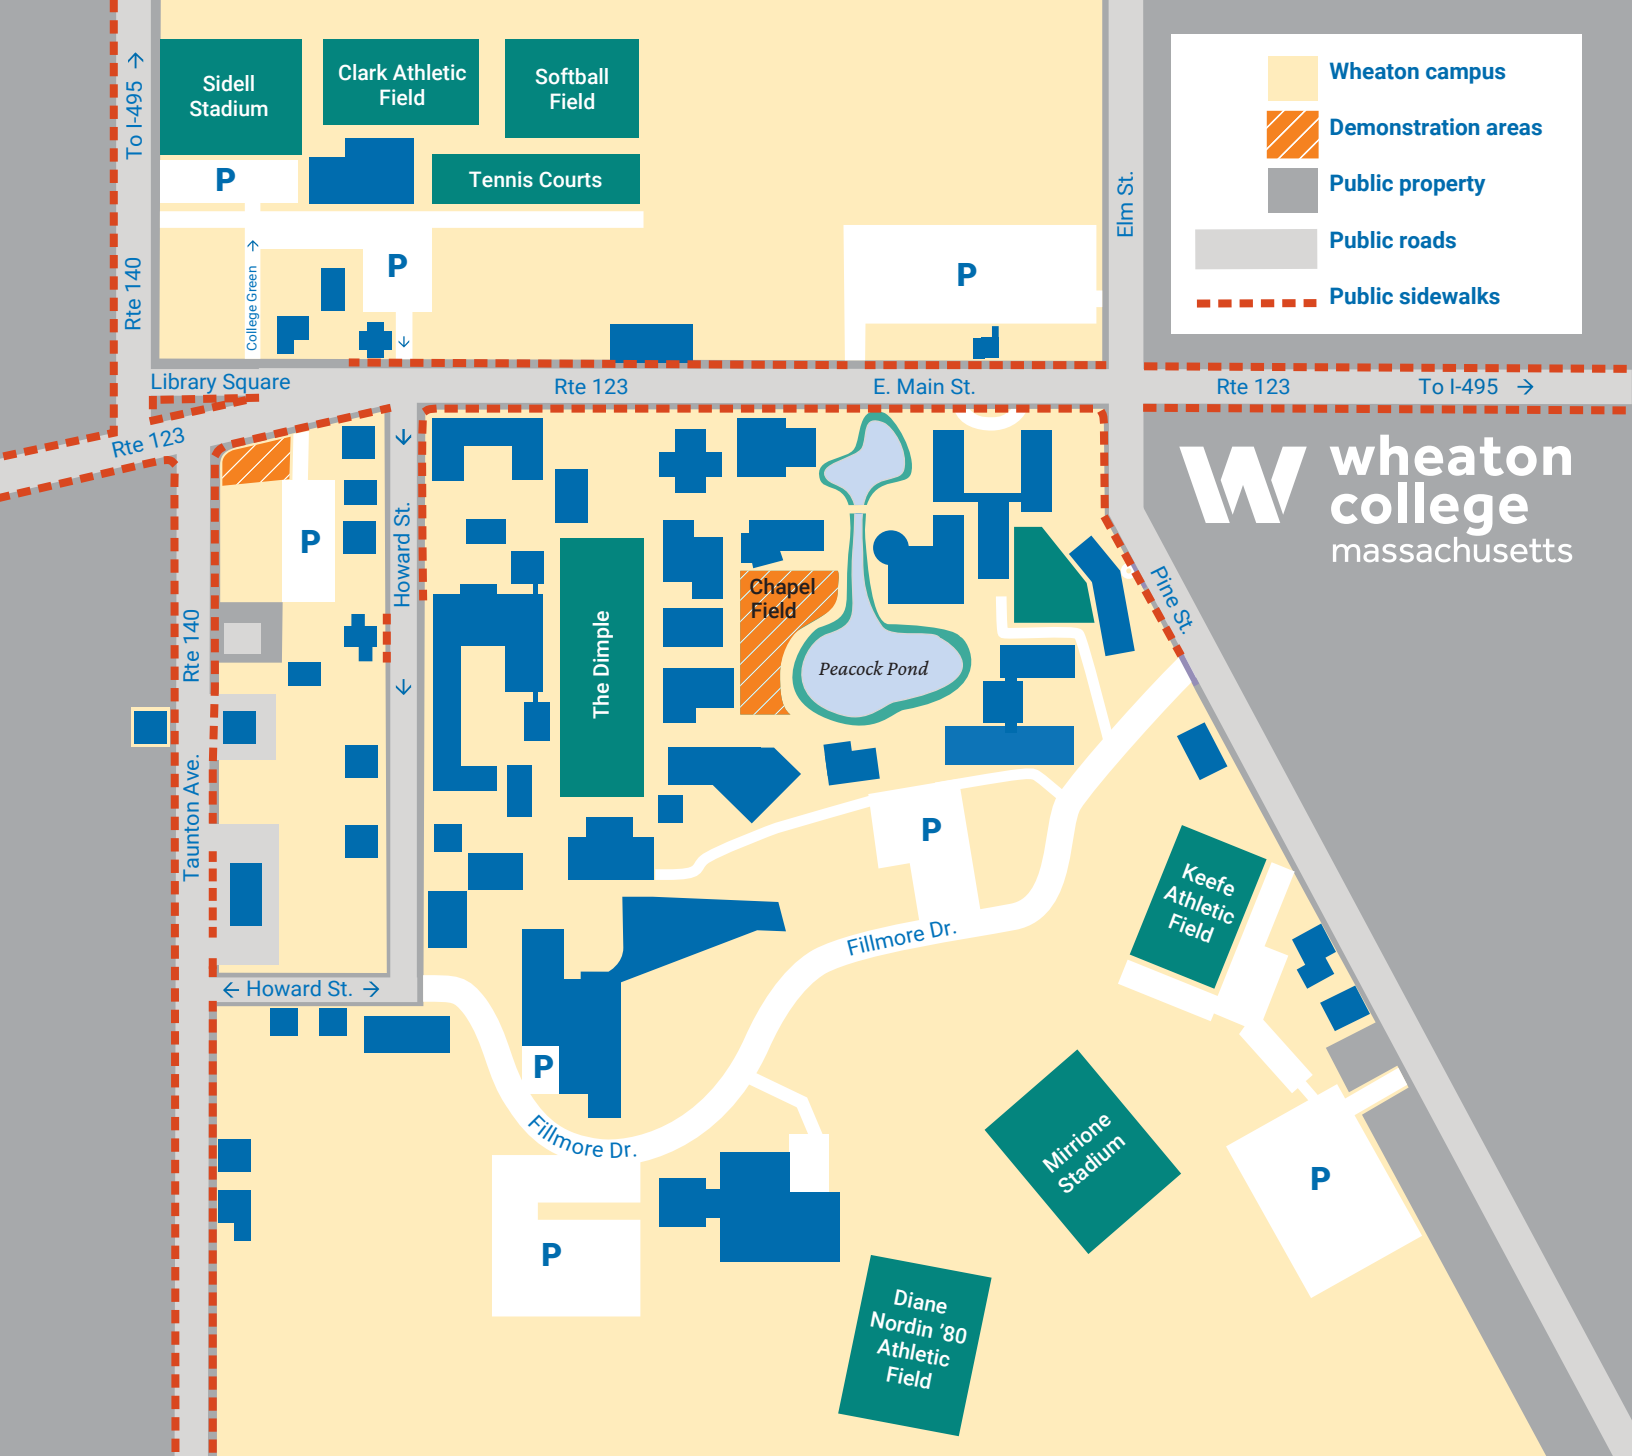 Sidell
Stadium
Clark Athletic
Field
Softball
Field
Tennis Courts
P
P
P
To I-495 →
Rte 140
College Green →
↓
Elm St.
Wheaton campus
Demonstration areas
Public property
Public roads
Public sidewalks
Library Square
Rte 123
E. Main St.
Rte 123
To I-495 →
Rte 123
wheaton
college
massachusetts
P
← Howard St. →
Howard St.
Rte 140
Taunton Ave.
The Dimple
Chapel
Field
Peacock Pond
Pine St.
P
Fillmore Dr.
Keefe
Athletic
Field
← Howard St. →
P
Fillmore Dr.
P
Mirrione
Stadium
P
Diane
Nordin ’80
Athletic
Field